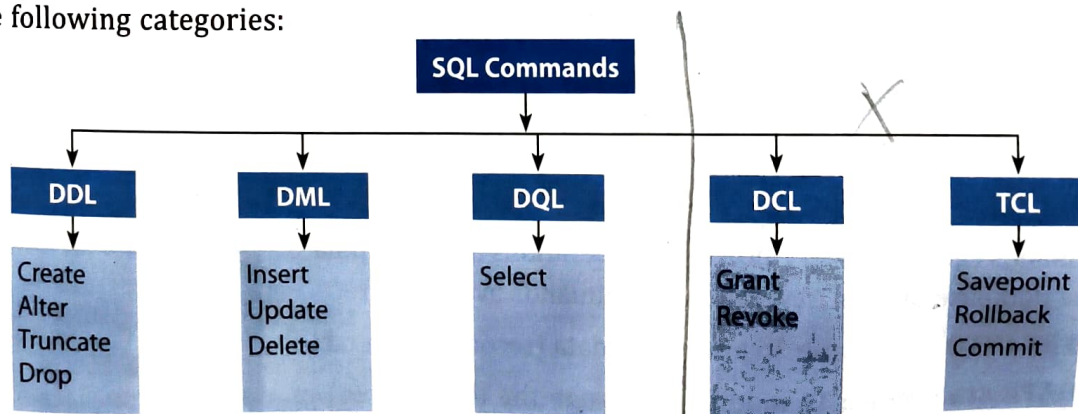 following categories:
SQL Commands
DDL
DML
DQL
DCL
TCL
Create
Alter
Truncate
Drop
Insert
Update
Delete
Select
Grant
Revoke
Savepoint
Rollback
Commit